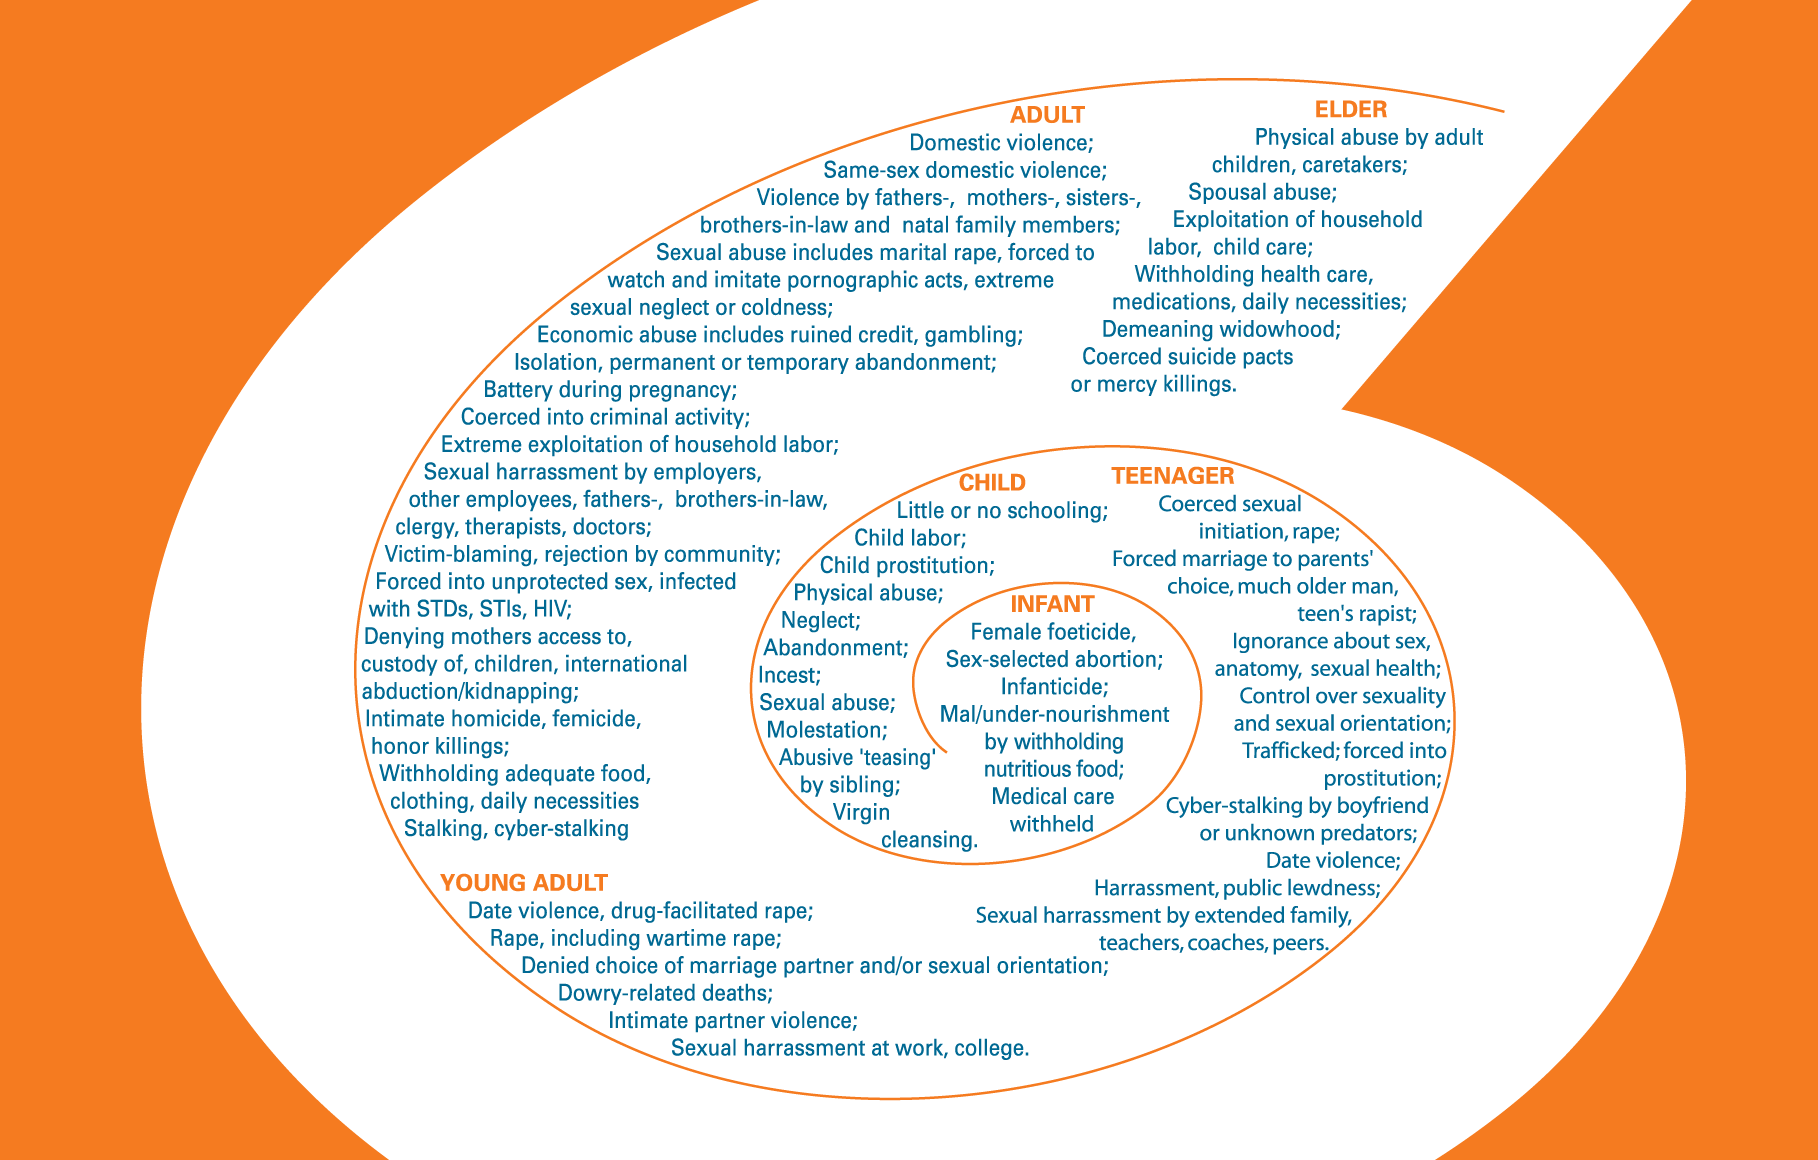 ADULT
Domestic violence;
Same-sex domestic violence;
Violence by fathers-, mothers-, sisters-,
brothers-in-law and natal family members;
Sexual abuse includes marital rape, forced to
watch and imitate pornographic acts, extreme
sexual neglect or coldness;
Economic abuse includes ruined credit, gambling;
Isolation, permanent or temporary abandonment;
Battery during pregnancy;
Coerced into criminal activity;
Extreme exploitation of household labor;
Sexual harrassment by employers,
other employees, fathers-, brothers-in-law,
clergy, therapists, doctors;
Victim-blaming, rejection by community;
Forced into unprotected sex, infected
with STDs, STIs, HIV;
Denying mothers access to,
custody of, children, international
abduction/kidnapping;
Intimate homicide, femicide,
honor killings;
Withholding adequate food,
clothing, daily necessities
Stalking, cyber-stalking
ELDER
Physical abuse by adult
children, caretakers;
Spousal abuse;
Exploitation of household
labor, child care;
Withholding health care,
medications, daily necessities;
Demeaning widowhood;
Coerced suicide pacts
or mercy killings.
CHILD
Little or no schooling;
Child labor;
Child prostitution;
Physical abuse;
Neglect;
Abandonment;
Incest;
Sexual abuse;
Molestation;
Abusive 'teasing'
by sibling;
Virgin
cleansing.
INFANT
Female foeticide,
Sex-selected abortion;
Infanticide;
Mal/under-nourishment
by withholding
nutritious food;
Medical care
withheld
TEENAGER
Coerced sexual
initiation, rape;
Forced marriage to parents'
choice, much older man,
teen's rapist;
Ignorance about sex,
anatomy, sexual health;
Control over sexuality
and sexual orientation;
Trafficked; forced into
prostitution;
Cyber-stalking by boyfriend
or unknown predators;
Date violence;
Harrassment, public lewdness;
Sexual harrassment by extended family,
teachers, coaches, peers.
YOUNG ADULT
Date violence, drug-facilitated rape;
Rape, including wartime rape;
Denied choice of marriage partner and/or sexual orientation;
Dowry-related deaths;
Intimate partner violence;
Sexual harrassment at work, college.